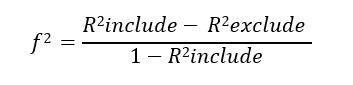 f² = (R²include − R²exclude) / (1 − R²include)